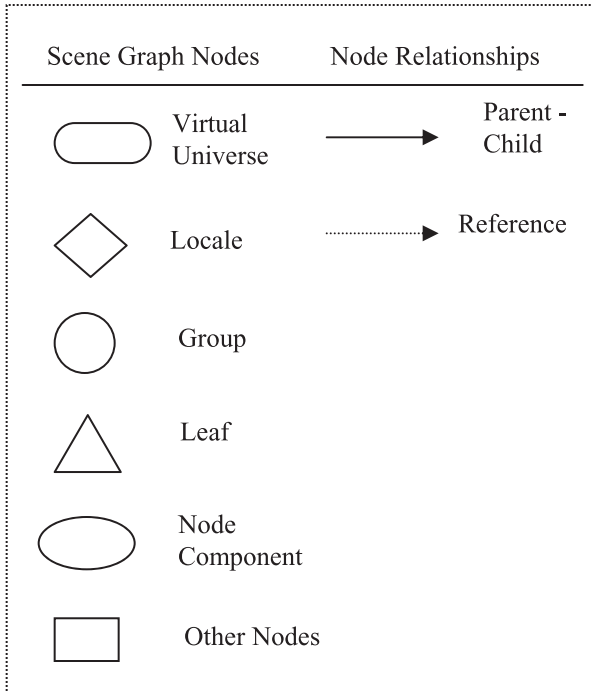 Scene Graph Nodes Node Relationships
Virtual
Universe
Parent -
Child
Locale
Reference
Group
Leaf
Node
Component
Other Nodes